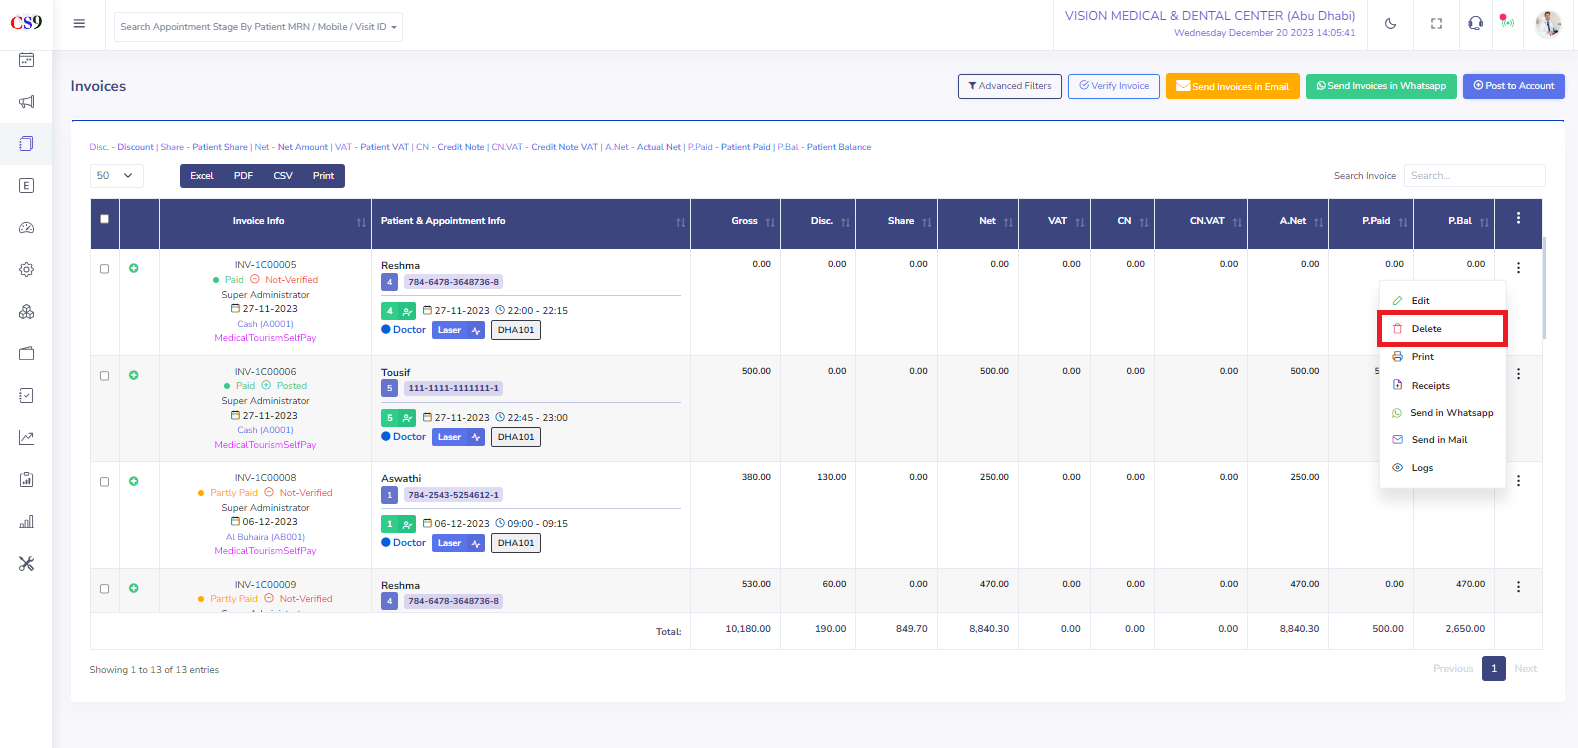 CS9
Search Appointment Stage By Patient MRN / Mobile / Visit ID
VISION MEDICAL & DENTAL CENTER (Abu Dhabi)
Wednesday December 20 2023 14:05:41
Invoices
Advanced Filters
Verify Invoice
Send Invoices in Email
Send Invoices in Whatsapp
Post to Account
Disc. - Discount | Share - Patient Share | Net - Net Amount | VAT - Patient VAT | CN - Credit Note | CN.VAT - Credit Note VAT | A.Net - Actual Net | P.Paid - Patient Paid | P.Bal - Patient Balance
50
Excel PDF CSV Print
Search Invoice Search...
Invoice Info Patient & Appointment Info Gross Disc. Share Net VAT CN CN.VAT A.Net P.Paid P.Bal
INV-1C00005
Paid Not-Verified
Super Administrator
27-11-2023
Cash (A0001)
MedicalTourismSelfPay
Reshma
4 784-6478-3648736-8
4 27-11-2023 22:00 - 22:15
Doctor Laser DHA101
0.00 0.00 0.00 0.00 0.00 0.00 0.00 0.00 0.00 0.00
Edit
Delete
Print
Receipts
Send in Whatsapp
Send in Mail
Logs
INV-1C00006
Paid Posted
Super Administrator
27-11-2023
Cash (A0001)
MedicalTourismSelfPay
Tousif
5 111-1111-1111111-1
5 27-11-2023 22:45 - 23:00
Doctor Laser DHA101
500.00 0.00 0.00 500.00 0.00 0.00 0.00 500.00
INV-1C00008
Partly Paid Not-Verified
Super Administrator
06-12-2023
Al Buhaira (AB001)
MedicalTourismSelfPay
Aswathi
1 784-2543-5254612-1
1 06-12-2023 09:00 - 09:15
Doctor Laser DHA101
380.00 130.00 0.00 250.00 0.00 0.00 0.00 250.00
INV-1C00009
Partly Paid Not-Verified
Reshma
4 784-6478-3648736-8
530.00 60.00 0.00 470.00 0.00 0.00 0.00 470.00 0.00 470.00
Total: 10,180.00 190.00 849.70 8,840.30 0.00 0.00 0.00 8,840.30 500.00 2,650.00
Showing 1 to 13 of 13 entries
Previous 1 Next
E